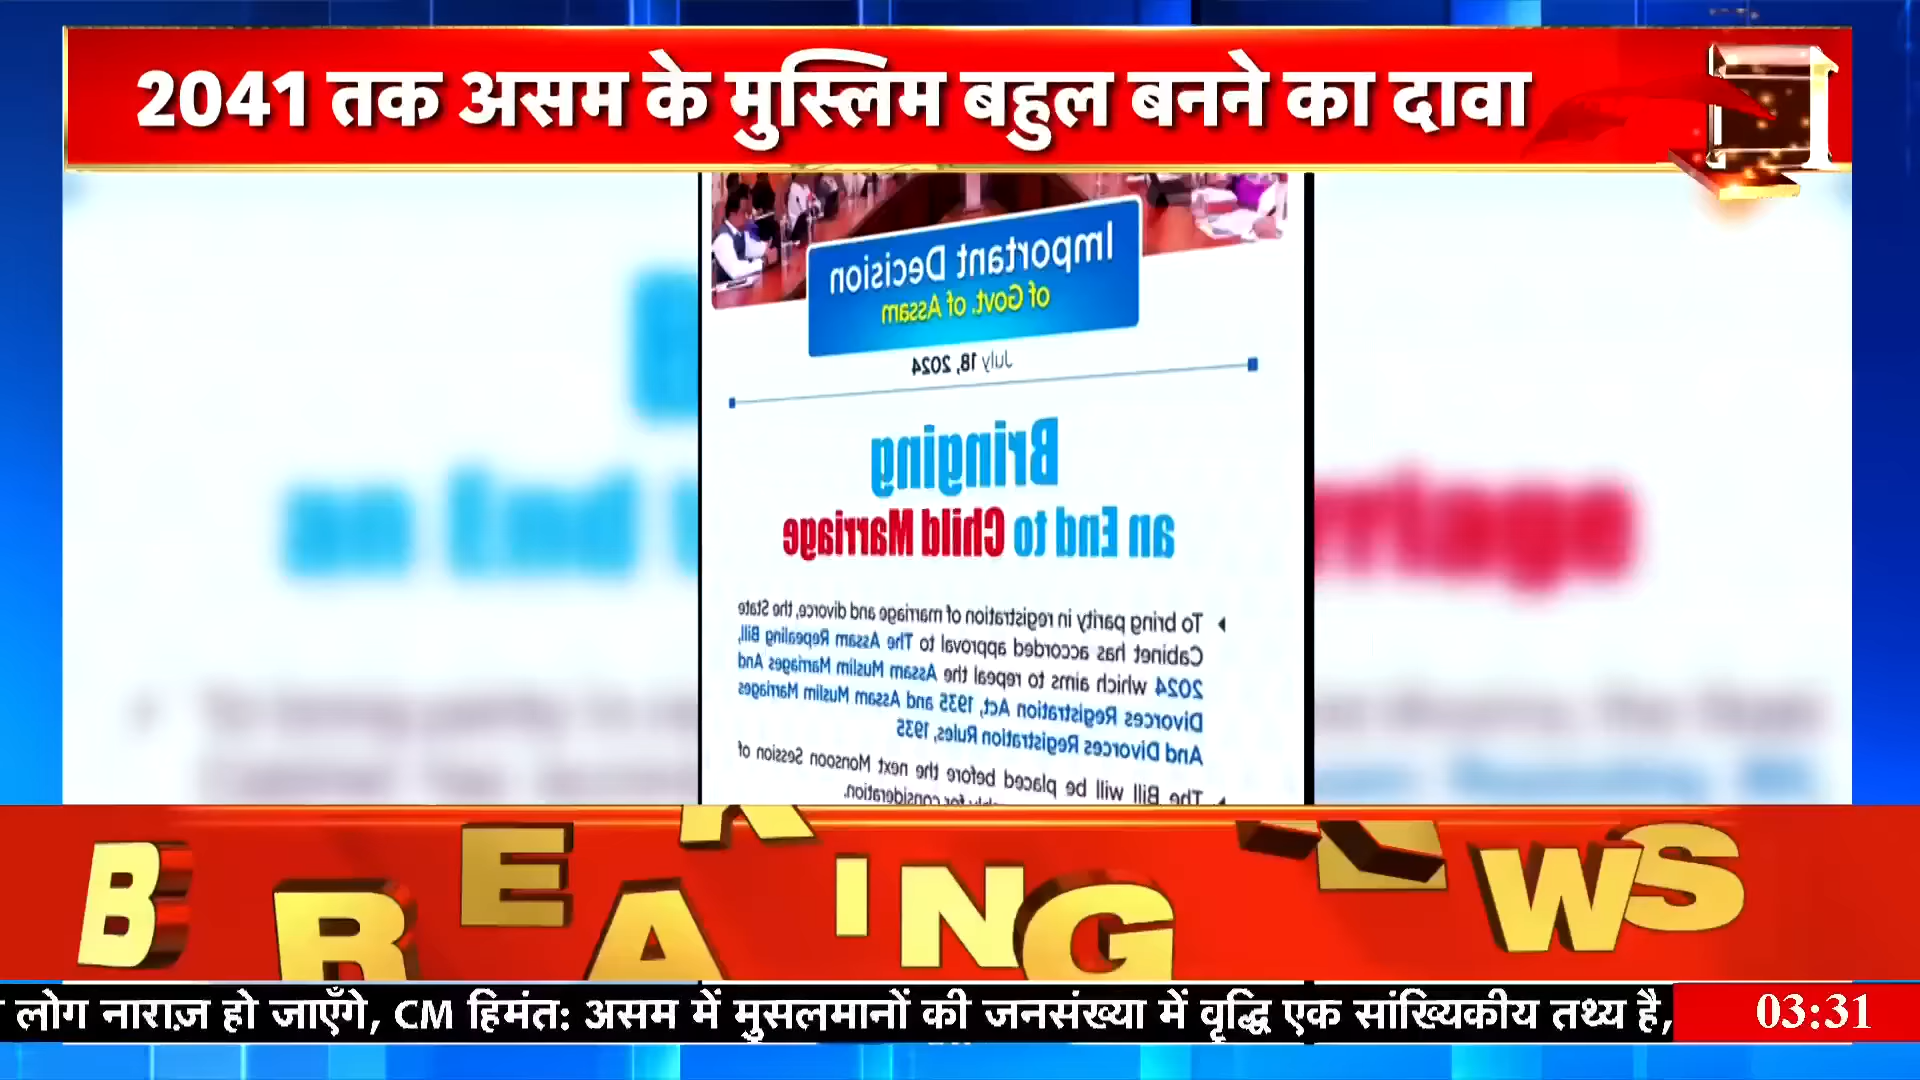 2041 तक असम के मुस्लिम बहुल बनने का दावा
Important Decision
of Govt. of Assam
July 18, 2024
Bringing
an End to Child Marriage
To bring parity in registration of marriage and divorce, the State
Cabinet has accorded approval to The Assam Repealing Bill,
2024 which aims to repeal the Assam Muslim Marriages And
Divorces Registration Act, 1935 and Assam Muslim Marriages
And Divorces Registration Rules, 1935
The Bill will be placed before the next Monsoon Session of
for consideration.
BREAKING NEWS
लोग नाराज़ हो जाएँगे, CM हिमंत: असम में मुसलमानों की जनसंख्या में वृद्धि एक सांख्यिकीय तथ्य है,
03:31